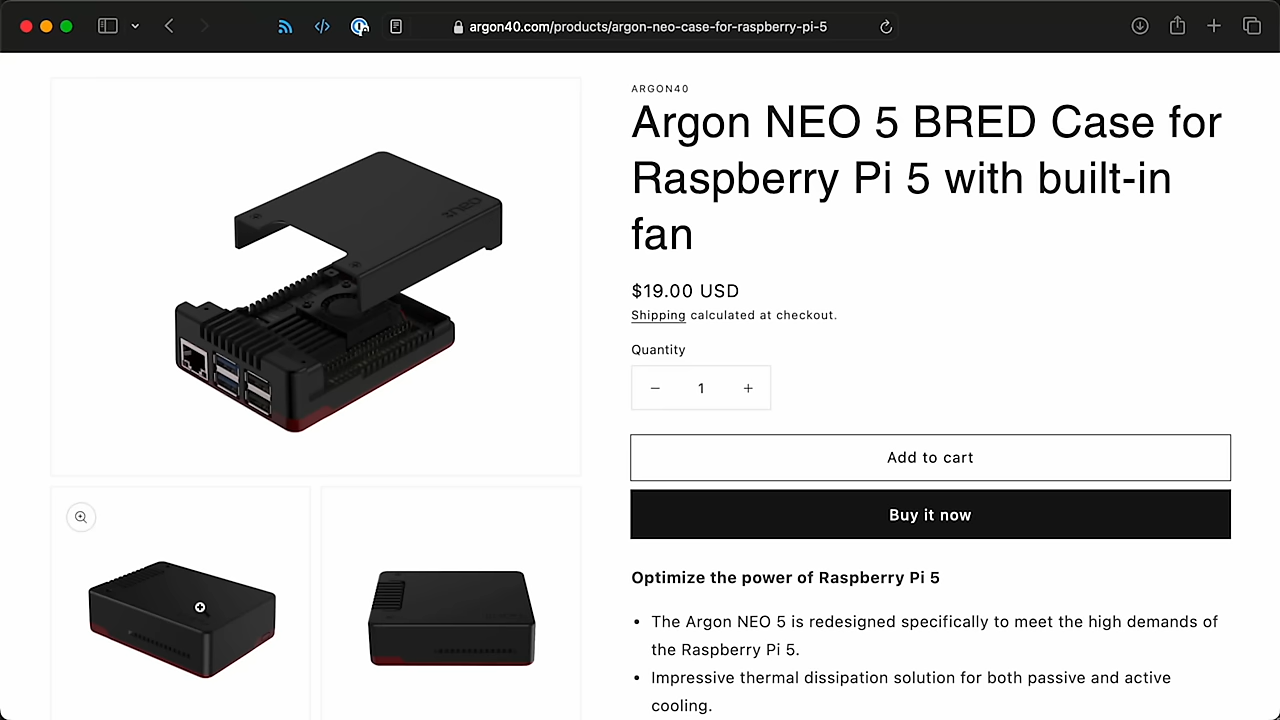 argon40.com/products/argon-neo-case-for-raspberry-pi-5
ARGON40
Argon NEO 5 BRED Case for
Raspberry Pi 5 with built-in
fan
$19.00 USD
Shipping calculated at checkout.
Quantity
− 1 +
Add to cart
Buy it now
Optimize the power of Raspberry Pi 5
• The Argon NEO 5 is redesigned specifically to meet the high demands of
the Raspberry Pi 5.
• Impressive thermal dissipation solution for both passive and active
cooling.